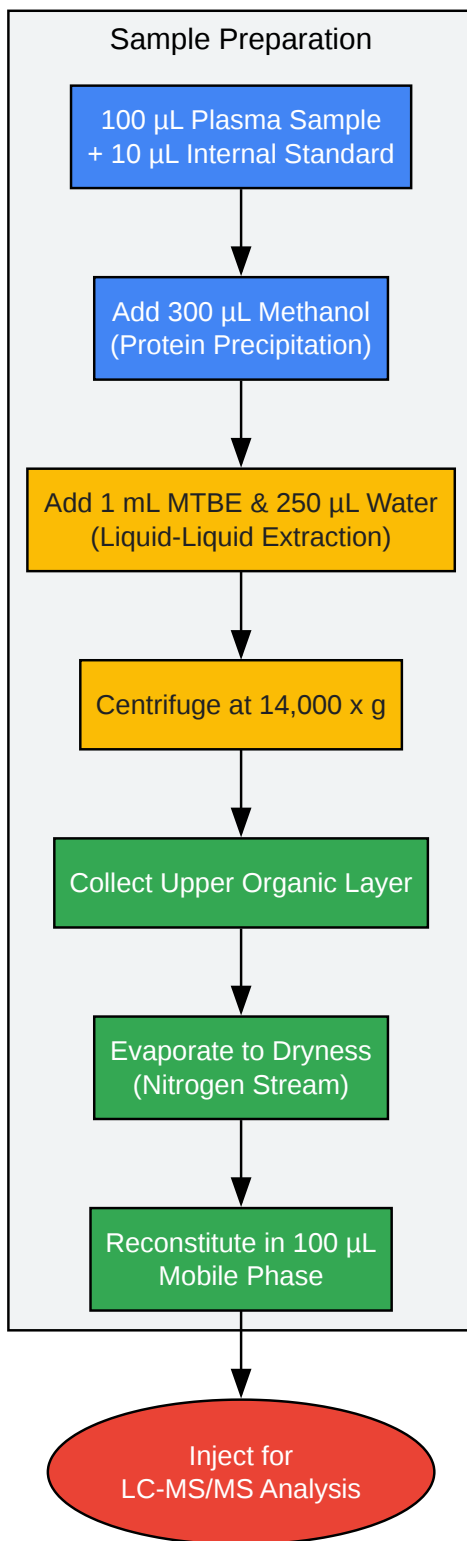 Sample Preparation
100 µL Plasma Sample
+ 10 µL Internal Standard
Add 300 µL Methanol
(Protein Precipitation)
Add 1 mL MTBE & 250 µL Water
(Liquid-Liquid Extraction)
Centrifuge at 14,000 x g
Collect Upper Organic Layer
Evaporate to Dryness
(Nitrogen Stream)
Reconstitute in 100 µL
Mobile Phase
Inject for
LC-MS/MS Analysis